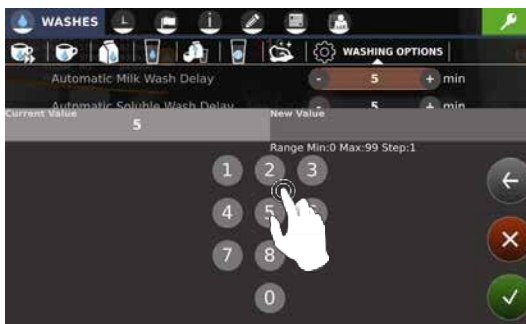 WASHES
WASHING OPTIONS
Automatic Milk Wash Delay - 5 + min
Automatic Soluble Wash Delay - 5 + min
Current Value New Value
5
Range Min:0 Max:99 Step:1
1 2 3
4 5
7 8
0